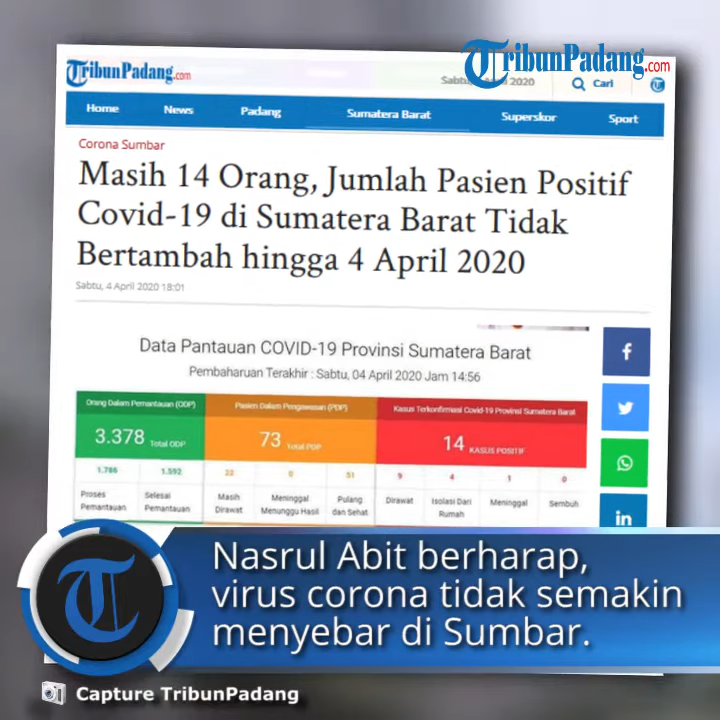 TribunPadang.com
TribunPadang.com
Sabtu, 2020
Cari
Home News Padang Sumatera Barat Superskor Sport
Corona Sumbar
Masih 14 Orang, Jumlah Pasien Positif
Covid-19 di Sumatera Barat Tidak
Bertambah hingga 4 April 2020
Sabtu, 4 April 2020 18:01
Data Pantauan COVID-19 Provinsi Sumatera Barat
Pembaharuan Terakhir : Sabtu, 04 April 2020 Jam 14:56
Orang Dalam Pemantauan (ODP) Pasien Dalam Pengawasan (PDP) Kasus Terkonfirmasi Covid-19 Provinsi Sumatera Barat
3.378 Total ODP 73 Total PDP 14 KASUS POSITIF
1.786 1.592 22 0 51 9 4 1 0
Proses Pemantauan Selesai Pemantauan Masih Dirawat Meninggal Menunggu Hasil Pulang dan Sehat Dirawat Isolasi Dari Rumah Meninggal Sembuh
Nasrul Abit berharap,
virus corona tidak semakin
menyebar di Sumbar.
Capture TribunPadang